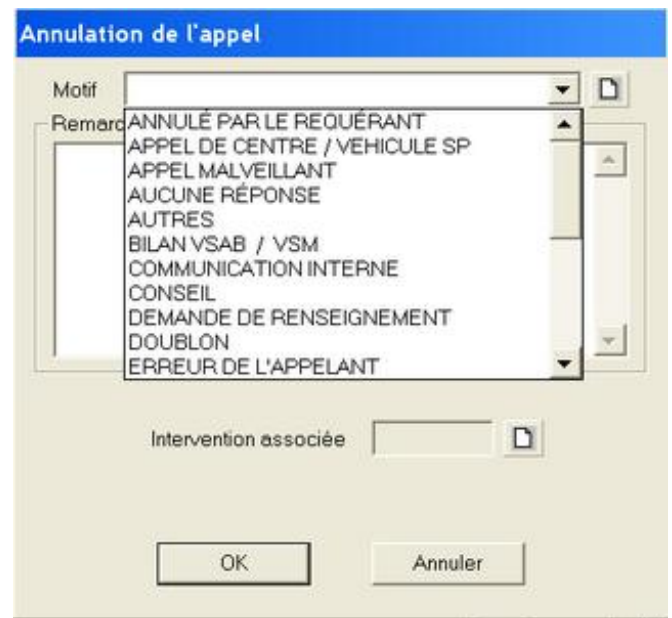 Annulation de l'appel
Motif
Remarc
ANNULÉ PAR LE REQUÉRANT
APPEL DE CENTRE / VEHICULE SP
APPEL MALVEILLANT
AUCUNE RÉPONSE
AUTRES
BILAN VSAB / VSM
COMMUNICATION INTERNE
CONSEIL
DEMANDE DE RENSEIGNEMENT
DOUBLON
ERREUR DE L'APPELANT
Intervention associée
OK Annuler